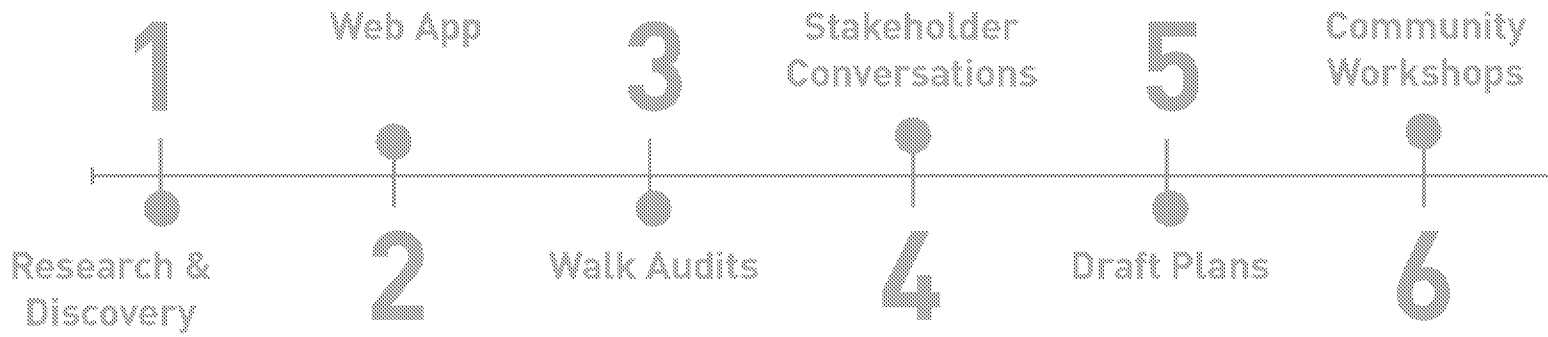 1
Research &
Discovery
Web App
2
3
Walk Audits
Stakeholder
Conversations
4
5
Draft Plans
Community
Workshops
6